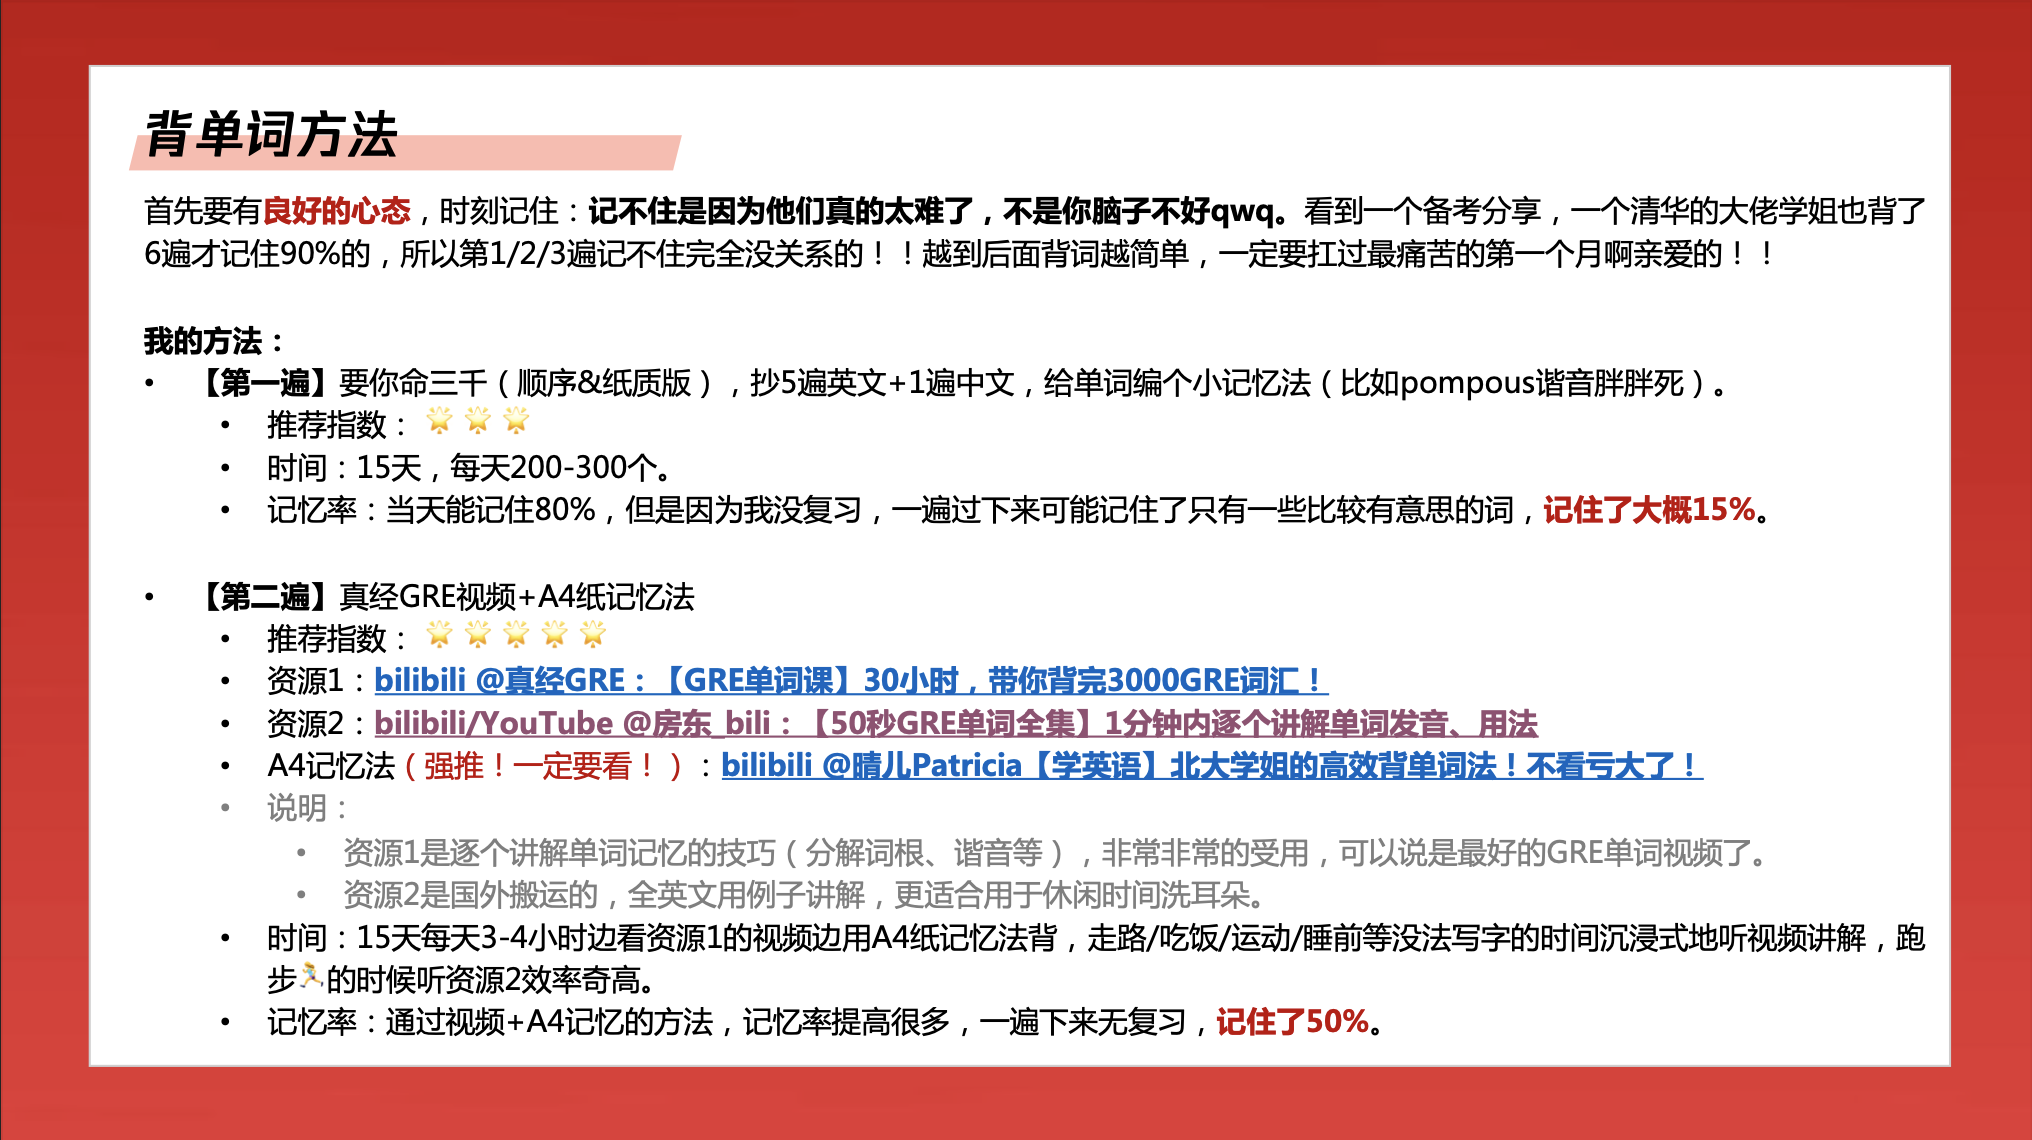 背单词方法
首先要有良好的心态，时刻记住：记不住是因为他们真的太难了，不是你脑子不好qwq。看到一个备考分享，一个清华的大佬学姐也背了
6遍才记住90%的，所以第1/2/3遍记不住完全没关系的！！越到后面背词越简单，一定要扛过最痛苦的第一个月啊亲爱的！！
我的方法：
• 【第一遍】要你命三千（顺序&纸质版），抄5遍英文+1遍中文，给单词编个小记忆法（比如pompous谐音胖胖死）。
• 推荐指数：🌟🌟🌟
• 时间：15天，每天200-300个。
• 记忆率：当天能记住80%，但是因为我没复习，一遍过下来可能记住了只有一些比较有意思的词，记住了大概15%。
• 【第二遍】真经GRE视频+A4纸记忆法
• 推荐指数：🌟🌟🌟🌟🌟
• 资源1：bilibili @真经GRE：【GRE单词课】30小时，带你背完3000GRE词汇！
• 资源2：bilibili/YouTube @房东_bili：【50秒GRE单词全集】1分钟内逐个讲解单词发音、用法
• A4记忆法（强推！一定要看！）：bilibili @晴儿Patricia【学英语】北大学姐的高效背单词法！不看亏大了！
• 说明：
• 资源1是逐个讲解单词记忆的技巧（分解词根、谐音等），非常非常的受用，可以说是最好的GRE单词视频了。
• 资源2是国外搬运的，全英文用例子讲解，更适合用于休闲时间洗耳朵。
• 时间：15天每天3-4小时边看资源1的视频边用A4纸记忆法背，走路/吃饭/运动/睡前等没法写字的时间沉浸式地听视频讲解，跑
步🏃的时候听资源2效率奇高。
• 记忆率：通过视频+A4记忆的方法，记忆率提高很多，一遍下来无复习，记住了50%。